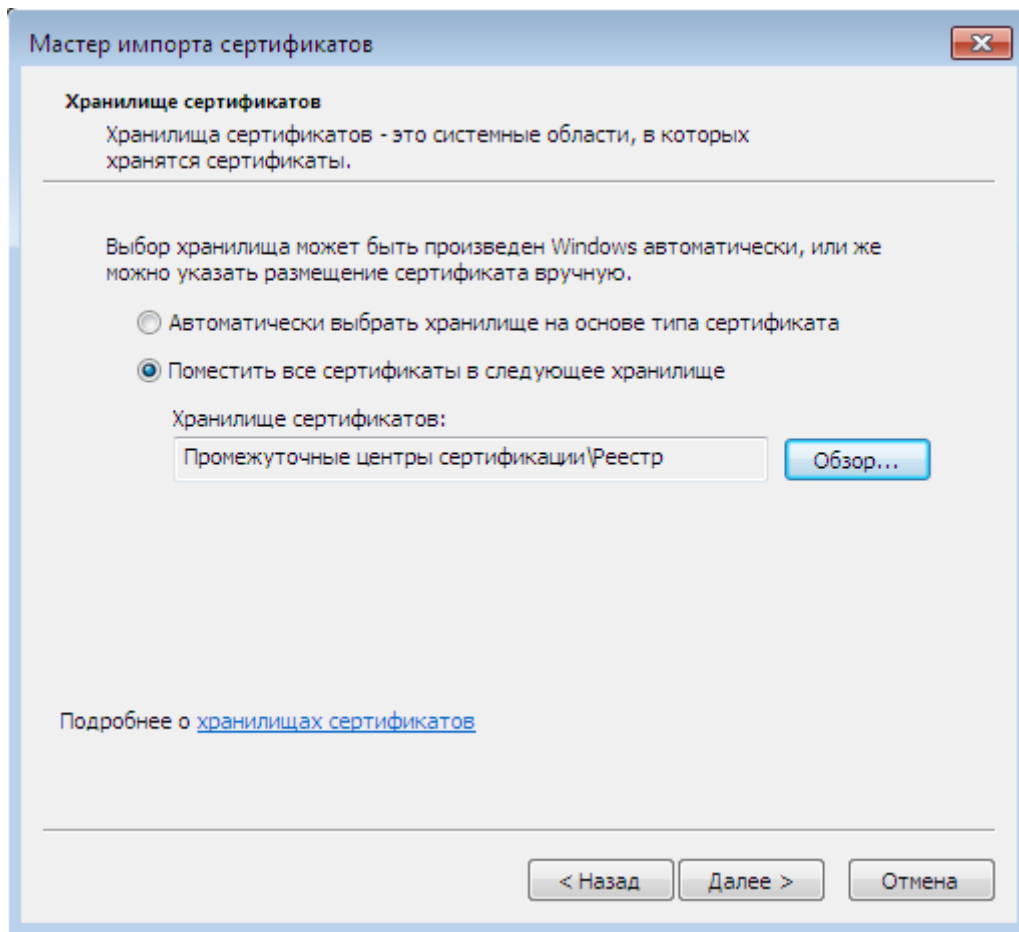 Мастер импорта сертификатов
Хранилище сертификатов
Хранилища сертификатов - это системные области, в которых
хранятся сертификаты.
Выбор хранилища может быть произведен Windows автоматически, или же
можно указать размещение сертификата вручную.
Автоматически выбрать хранилище на основе типа сертификата
Поместить все сертификаты в следующее хранилище
Хранилище сертификатов:
Промежуточные центры сертификации\Реестр
Обзор...
Подробнее о хранилищах сертификатов
< Назад
Далее >
Отмена